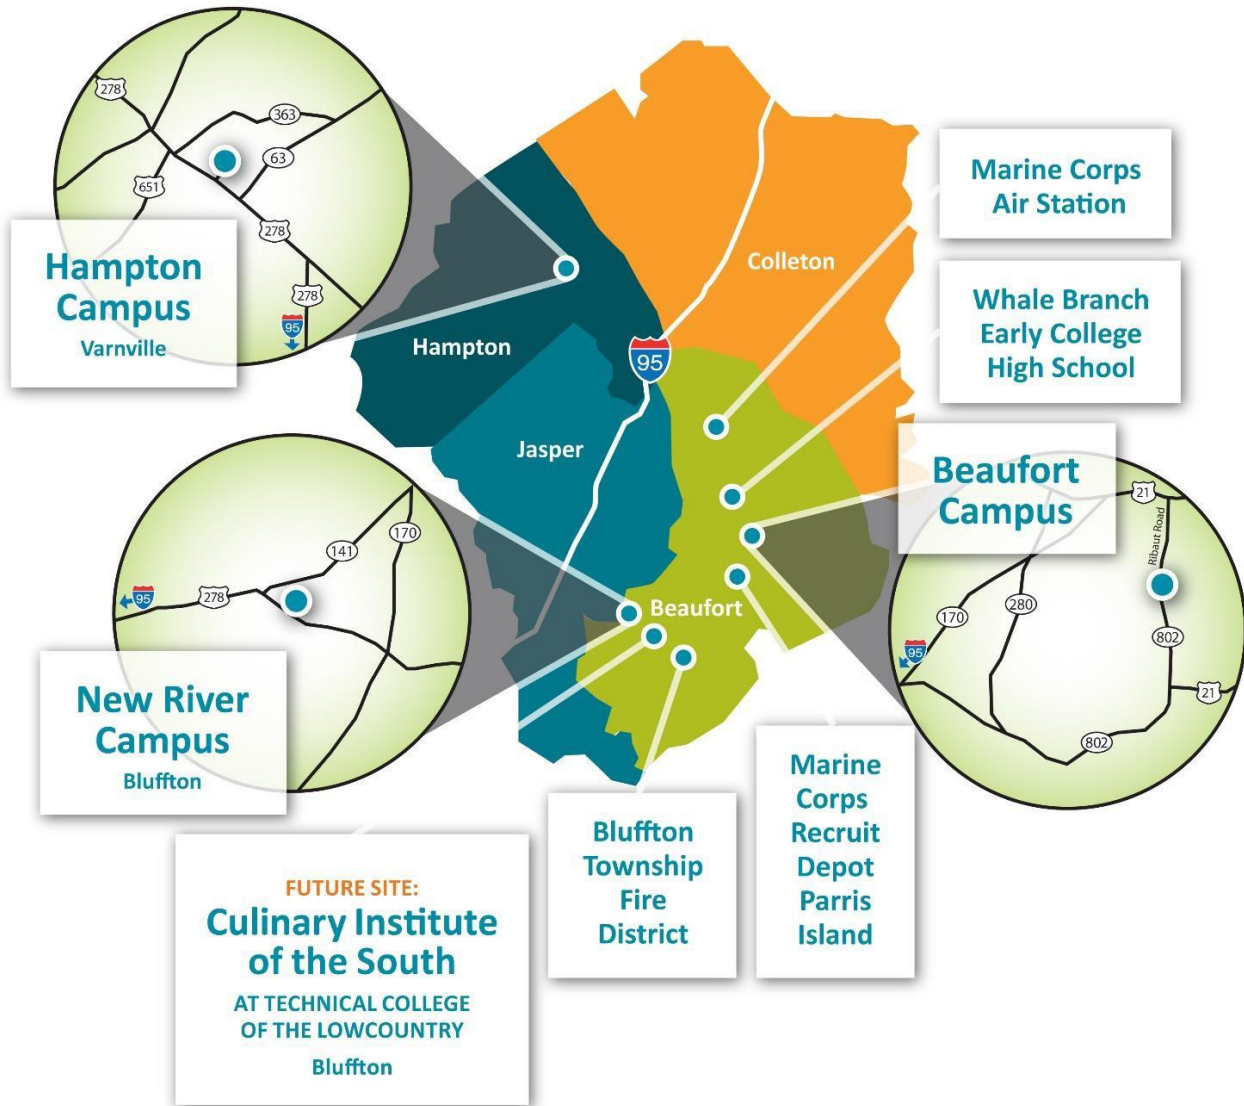 278
363
63
651
278
278
95
Hampton
Campus
Varnville
Colleton
Hampton
95
Jasper
Beaufort
Marine Corps
Air Station
Whale Branch
Early College
High School
Beaufort
Campus
21
Ribaut Road
170
280
95
802
21
802
141
170
95
278
New River
Campus
Bluffton
FUTURE SITE:
Culinary Institute
of the South
AT TECHNICAL COLLEGE
OF THE LOWCOUNTRY
Bluffton
Bluffton
Township
Fire
District
Marine
Corps
Recruit
Depot
Parris
Island